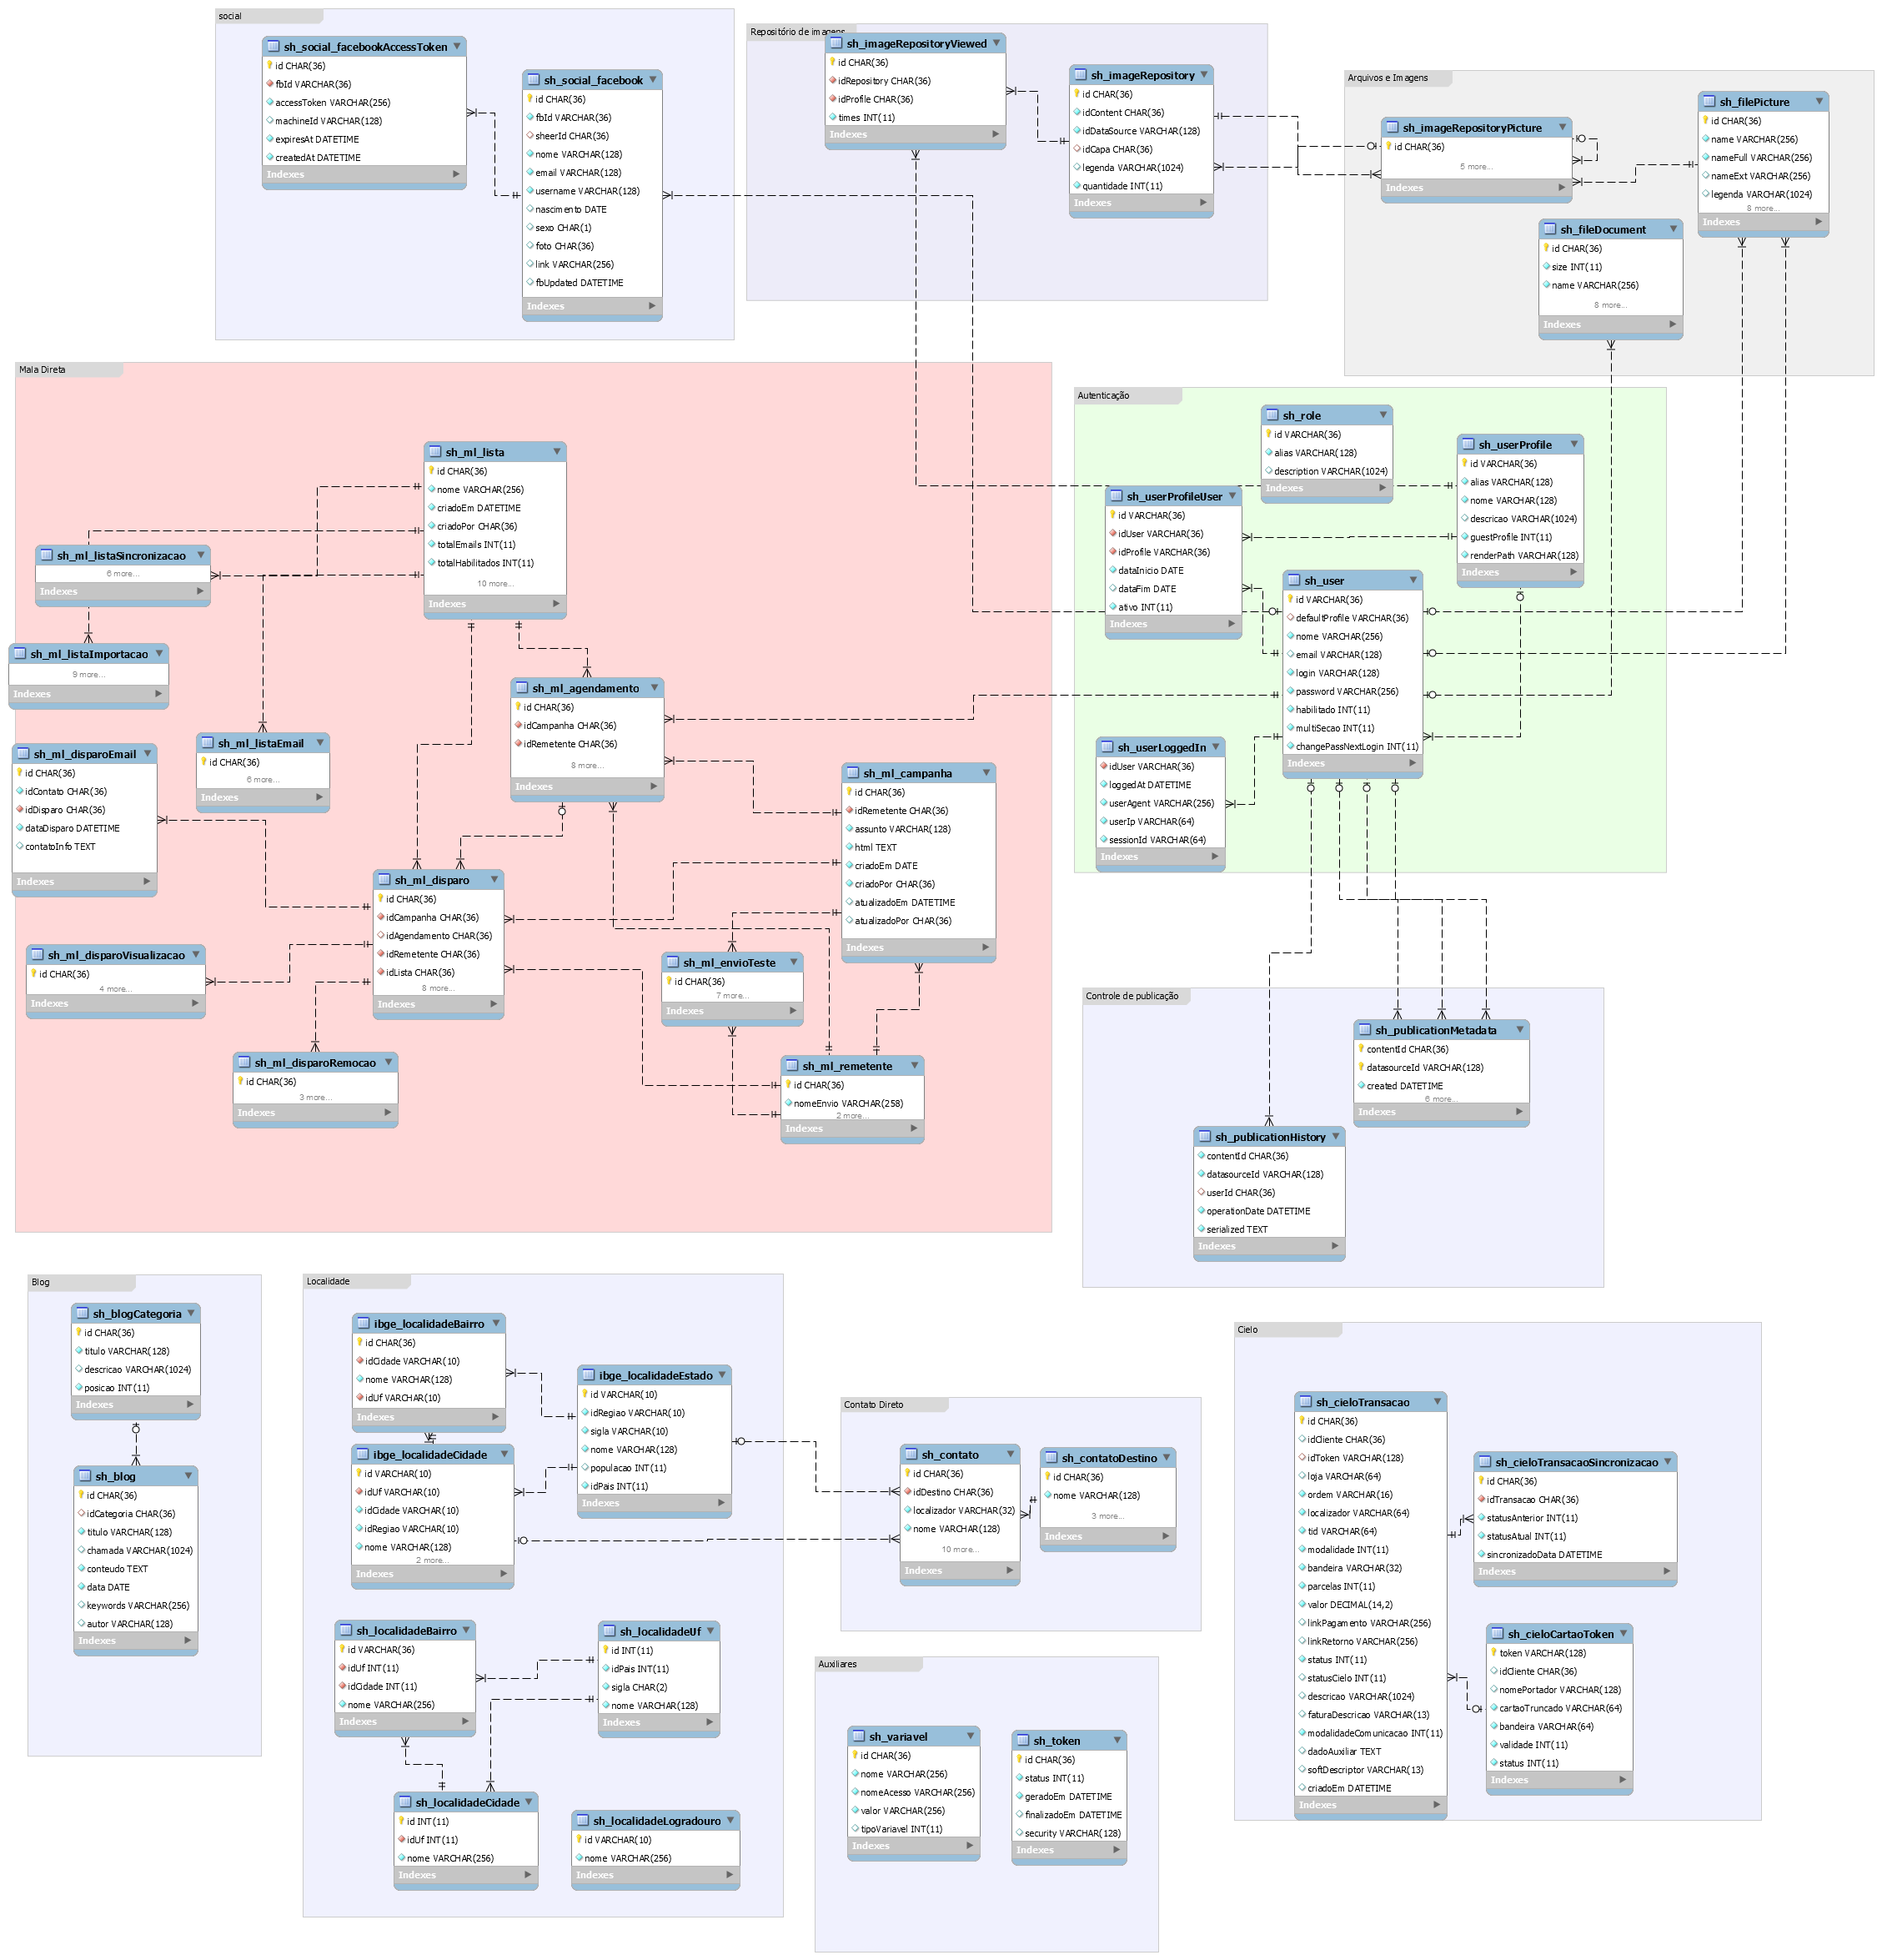 social
sh_social_facebookAccessToken
id CHAR(36)
fbId VARCHAR(36)
accessToken VARCHAR(256)
machineId VARCHAR(128)
expiresAt DATETIME
createdAt DATETIME
Indexes
sh_social_facebook
id CHAR(36)
fbId VARCHAR(36)
sheerId CHAR(36)
nome VARCHAR(128)
email VARCHAR(128)
username VARCHAR(128)
nascimento DATE
sexo CHAR(1)
foto CHAR(36)
link VARCHAR(256)
fbUpdated DATETIME
Indexes
Repositório de imagens
sh_imageRepositoryViewed
id CHAR(36)
idRepository CHAR(36)
idProfile CHAR(36)
times INT(11)
Indexes
sh_imageRepository
id CHAR(36)
idContent CHAR(36)
idDataSource VARCHAR(128)
idCapa CHAR(36)
legenda VARCHAR(1024)
quantidade INT(11)
Indexes
Arquivos e Imagens
sh_imageRepositoryPicture
id CHAR(36)
6 more...
Indexes
sh_filePicture
id CHAR(36)
name VARCHAR(256)
nameFull VARCHAR(256)
nameExt VARCHAR(256)
legenda VARCHAR(1024)
8 more...
Indexes
sh_fileDocument
id CHAR(36)
size INT(11)
name VARCHAR(256)
8 more...
Indexes
Mala Direta
sh_ml_lista
id CHAR(36)
nome VARCHAR(256)
criadoEm DATETIME
criadoPor CHAR(36)
totalEmails INT(11)
totalHabilitados INT(11)
10 more...
Indexes
sh_ml_listaSincronizacao
6 more...
Indexes
sh_ml_listaImportacao
9 more...
Indexes
sh_ml_listaEmail
id CHAR(36)
6 more...
Indexes
sh_ml_agendamento
id CHAR(36)
idCampanha CHAR(36)
idRemetente CHAR(36)
8 more...
Indexes
sh_ml_disparoEmail
id CHAR(36)
idContato CHAR(36)
idDisparo CHAR(36)
dataDisparo DATETIME
contatoInfo TEXT
Indexes
sh_ml_campanha
id CHAR(36)
idRemetente CHAR(36)
assunto VARCHAR(128)
html TEXT
criadoEm DATE
criadoPor CHAR(36)
atualizadoEm DATETIME
atualizadoPor CHAR(36)
Indexes
sh_ml_disparo
id CHAR(36)
idCampanha CHAR(36)
idAgendamento CHAR(36)
idRemetente CHAR(36)
idLista CHAR(36)
8 more...
Indexes
sh_ml_disparoVisualizacao
id CHAR(36)
4 more...
Indexes
sh_ml_envioTeste
id CHAR(36)
7 more...
Indexes
sh_ml_disparoRemocao
id CHAR(36)
3 more...
Indexes
sh_ml_remetente
id CHAR(36)
nomeEnvio VARCHAR(258)
2 more...
Indexes
Autenticação
sh_role
id VARCHAR(36)
alias VARCHAR(128)
description VARCHAR(1024)
Indexes
sh_userProfile
id VARCHAR(36)
alias VARCHAR(128)
nome VARCHAR(128)
descricao VARCHAR(1024)
guestProfile INT(11)
renderPath VARCHAR(128)
Indexes
sh_userProfileUser
id VARCHAR(36)
idUser VARCHAR(36)
idProfile VARCHAR(36)
dataInicio DATE
dataFim DATE
ativo INT(11)
Indexes
sh_user
id VARCHAR(36)
defaultProfile VARCHAR(36)
nome VARCHAR(256)
email VARCHAR(128)
login VARCHAR(128)
password VARCHAR(256)
habilitado INT(11)
multiSecao INT(11)
changePassNextLogin INT(11)
Indexes
sh_userLoggedIn
idUser VARCHAR(36)
loggedAt DATETIME
userAgent VARCHAR(256)
userIp VARCHAR(64)
sessionId VARCHAR(64)
Indexes
Controle de publicação
sh_publicationMetadata
contentId CHAR(36)
datasourceId VARCHAR(128)
created DATETIME
6 more...
Indexes
sh_publicationHistory
contentId CHAR(36)
datasourceId VARCHAR(128)
userId CHAR(36)
operationDate DATETIME
serialized TEXT
Indexes
Blog
sh_blogCategoria
id CHAR(36)
titulo VARCHAR(128)
descricao VARCHAR(1024)
posicao INT(11)
Indexes
sh_blog
id CHAR(36)
idCategoria CHAR(36)
titulo VARCHAR(128)
chamada VARCHAR(1024)
conteudo TEXT
data DATE
keywords VARCHAR(256)
autor VARCHAR(128)
Indexes
Localidade
ibge_localidadeBairro
id CHAR(36)
idCidade VARCHAR(10)
nome VARCHAR(128)
idUf VARCHAR(10)
Indexes
ibge_localidadeEstado
id VARCHAR(10)
idRegiao VARCHAR(10)
sigla VARCHAR(10)
nome VARCHAR(128)
populacao INT(11)
idPais INT(11)
Indexes
ibge_localidadeCidade
id VARCHAR(10)
idUf VARCHAR(10)
idCidade VARCHAR(10)
idRegiao VARCHAR(10)
nome VARCHAR(128)
2 more...
Indexes
sh_localidadeBairro
id VARCHAR(36)
idUf INT(11)
idCidade INT(11)
nome VARCHAR(256)
Indexes
sh_localidadeUf
id INT(11)
idPais INT(11)
sigla CHAR(2)
nome VARCHAR(128)
Indexes
sh_localidadeCidade
id INT(11)
idUf INT(11)
nome VARCHAR(256)
Indexes
sh_localidadeLogradouro
id VARCHAR(10)
nome VARCHAR(256)
Indexes
Contato Direto
sh_contato
id CHAR(36)
idDestino CHAR(36)
localizador VARCHAR(32)
nome VARCHAR(128)
10 more...
Indexes
sh_contatoDestino
id CHAR(36)
nome VARCHAR(128)
3 more...
Indexes
Auxiliares
sh_variavel
id CHAR(36)
nome VARCHAR(256)
nomeAcesso VARCHAR(256)
valor VARCHAR(256)
tipoVariavel INT(11)
Indexes
sh_token
id CHAR(36)
status INT(11)
geradoEm DATETIME
finalizadoEm DATETIME
security VARCHAR(128)
Indexes
Cielo
sh_cieloTransacao
id CHAR(36)
idCliente CHAR(36)
idToken VARCHAR(128)
loja VARCHAR(64)
ordem VARCHAR(16)
localizador VARCHAR(64)
tid VARCHAR(64)
modalidade INT(11)
bandeira VARCHAR(32)
parcelas INT(11)
valor DECIMAL(14,2)
linkPagamento VARCHAR(256)
linkRetorno VARCHAR(256)
status INT(11)
statusCielo INT(11)
descricao VARCHAR(1024)
faturaDescricao VARCHAR(13)
modalidadeComunicacao INT(11)
dadoAuxiliar TEXT
softDescriptor VARCHAR(13)
criadoEm DATETIME
Indexes
sh_cieloTransacaoSincronizacao
id CHAR(36)
idTransacao CHAR(36)
statusAnterior INT(11)
statusAtual INT(11)
sincronizadoData DATETIME
Indexes
sh_cieloCartaoToken
token VARCHAR(128)
idCliente CHAR(36)
nomePortador VARCHAR(128)
cartaoTruncado VARCHAR(64)
bandeira VARCHAR(64)
validade INT(11)
status INT(11)
Indexes